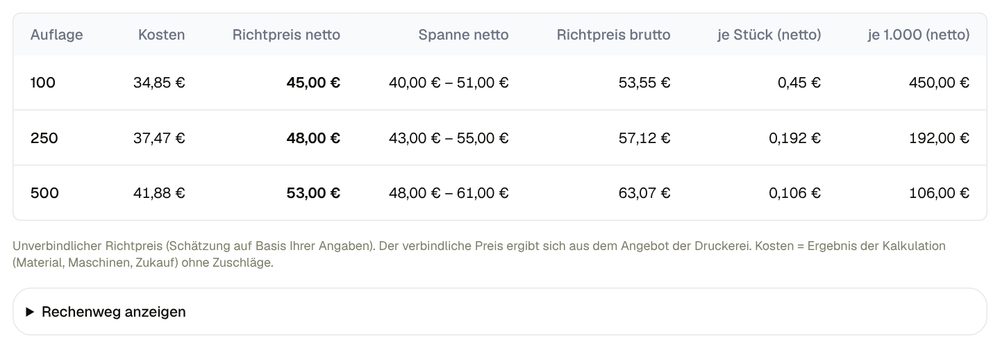 Auflage Kosten Richtpreis netto Spanne netto Richtpreis brutto je Stück (netto) je 1.000 (netto)
100 34,85 € 45,00 € 40,00 € – 51,00 € 53,55 € 0,45 € 450,00 €
250 37,47 € 48,00 € 43,00 € – 55,00 € 57,12 € 0,192 € 192,00 €
500 41,88 € 53,00 € 48,00 € – 61,00 € 63,07 € 0,106 € 106,00 €
Unverbindlicher Richtpreis (Schätzung auf Basis Ihrer Angaben). Der verbindliche Preis ergibt sich aus dem Angebot der Druckerei. Kosten = Ergebnis der Kalkulation
(Material, Maschinen, Zukauf) ohne Zuschläge.
▶ Rechenweg anzeigen